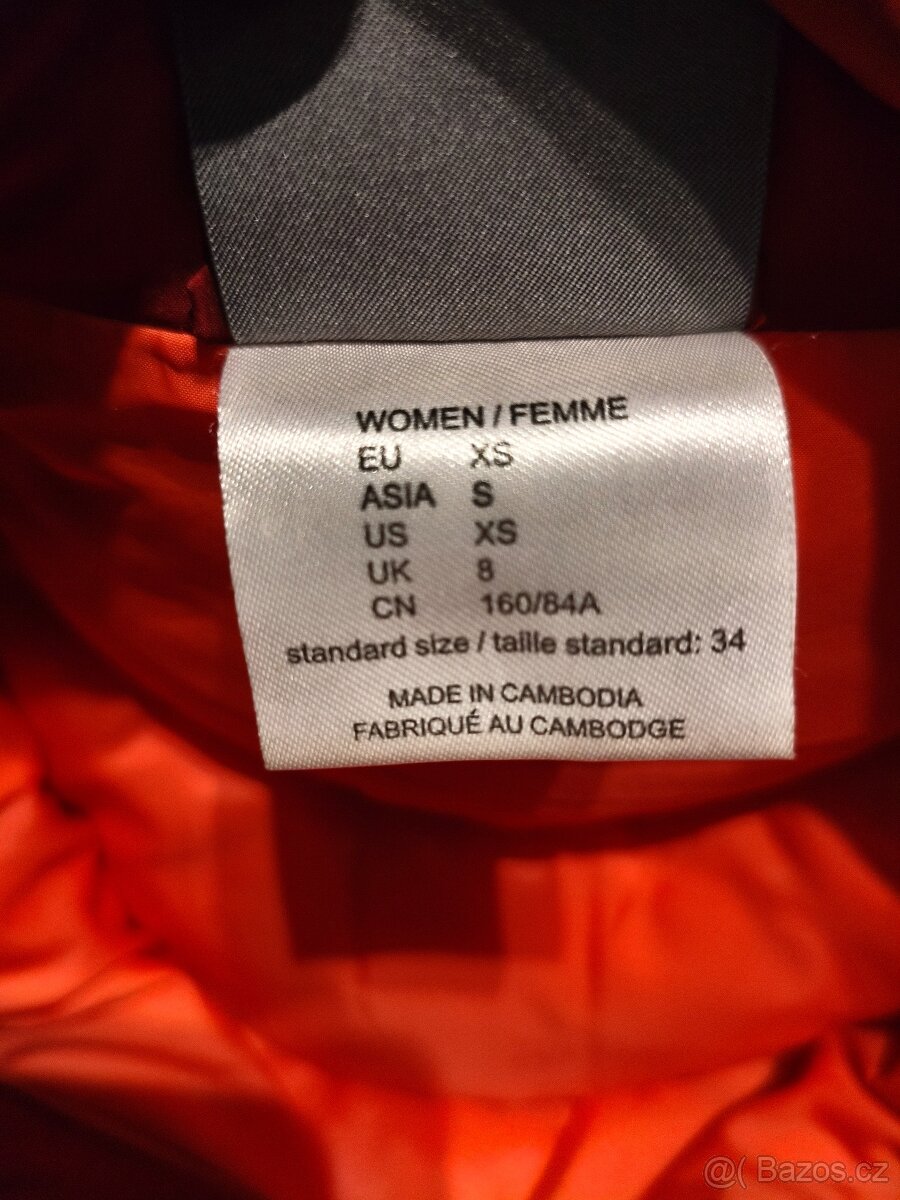 WOMEN / FEMME
EU XS
ASIA S
US XS
UK 8
CN 160/84A
standard size / taille standard: 34
MADE IN CAMBODIA
FABRIQUÉ AU CAMBODGE
@( Bazos.cz